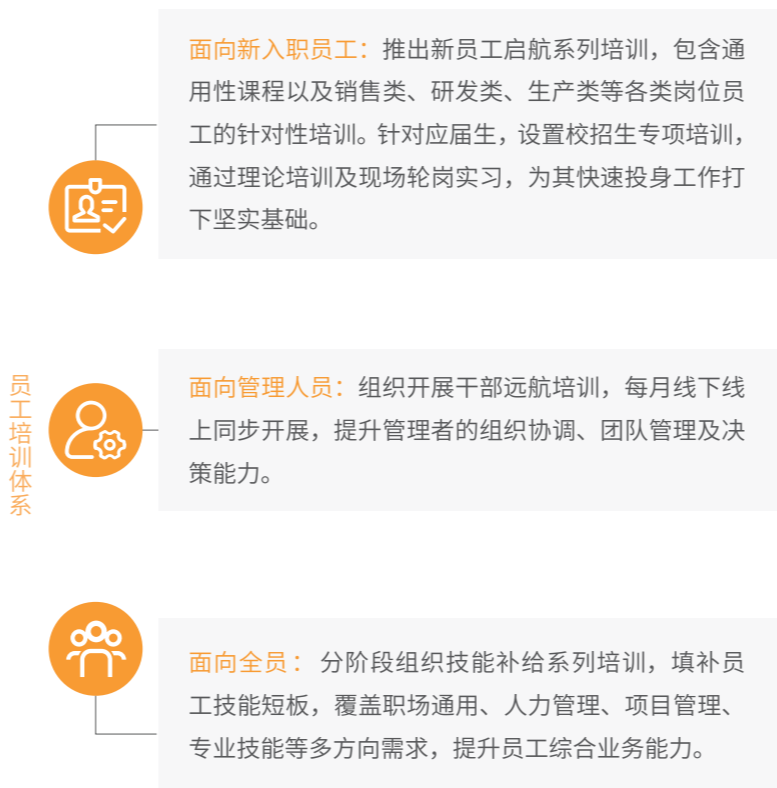 面向新入职员工：推出新员工启航系列培训，包含通
用性课程以及销售类、研发类、生产类等各类岗位员
工的针对性培训。针对应届生，设置校招生专项培训，
通过理论培训及现场轮岗实习，为其快速投身工作打
下坚实基础。
员工培训体系
面向管理人员：组织开展干部远航培训，每月线下线
上同步开展，提升管理者的组织协调、团队管理及决
策能力。
面向全员：分阶段组织技能补给系列培训，填补员
工技能短板，覆盖职场通用、人力管理、项目管理、
专业技能等多方向需求，提升员工综合业务能力。